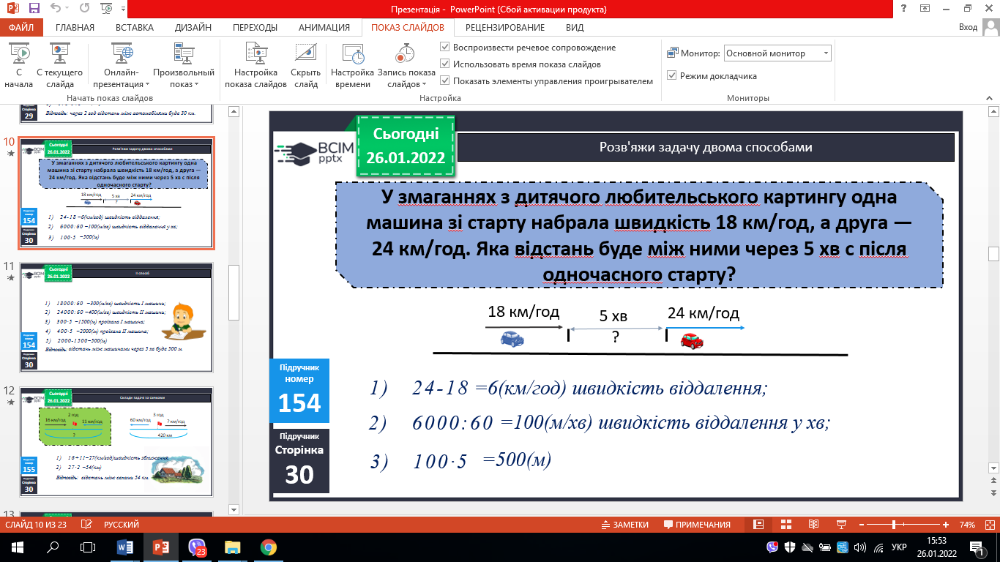 Презентація - PowerPoint (Сбой активации продукта)
ФАЙЛ ГЛАВНАЯ ВСТАВКА ДИЗАЙН ПЕРЕХОДЫ АНИМАЦИЯ ПОКАЗ СЛАЙДОВ РЕЦЕНЗИРОВАНИЕ ВИД Вход
С начала
С текущего слайда
Онлайн-презентация
Произвольный показ
Настройка показа слайдов
Скрыть слайд
Настройка времени
Запись показа слайдов
Воспроизвести речевое сопровождение
Использовать время показа слайдов
Показать элементы управления проигрывателем
Монитор: Основной монитор
Режим докладчика
Начать показ слайдов Настройка Мониторы
29
Відповідь: через 2 год відстань між автомобілями буде 30 км.
10
Сьогодні
26.01.2022
Розв'яжи задачу двома способами
У змаганнях з дитячого любительського картингу одна
машина зі старту набрала швидкість 18 км/год, а друга —
24 км/год. Яка відстань буде між ними через 5 хв с після
одночасного старту?
18 км/год 5 хв 24 км/год
?
154
30
1) 24-18 =6(км/год) швидкість віддалення;
2) 6000:60 =100(м/хв) швидкість віддалення у хв;
3) 100·5 =500(м)
11
Сьогодні
26.01.2022
ІІ спосіб
1) 18000:60 =300(м/хв) швидкість І машини;
2) 24000:60 =400(м/хв) швидкість ІІ машини;
3) 300·5 =1500(м) проїхала І машина;
4) 400·5 =2000(м) проїхала ІІ машина;
5) 2000-1500=500(м)
Відповідь: відстань між машинами через 5 хв буде 500 м.
154
30
12
Сьогодні
26.01.2022
Склади задачі за схемами
2 год
16 км/год 11 км/год
?
3 год
60 км/год ? км/год
420 км
1) 16+11=27(км/год)швидкість зближення;
2) 27·2 =54(км)
Відповідь: відстань між селами 54 км.
155
30
13
Сьогодні
26.01.2022
BCIM
pptx
Розв'яжи задачу двома способами
У змаганнях з дитячого любительського картингу одна
машина зі старту набрала швидкість 18 км/год, а друга —
24 км/год. Яка відстань буде між ними через 5 хв с після
одночасного старту?
18 км/год 5 хв 24 км/год
?
Підручник
номер
154
Підручник
Сторінка
30
1) 24-18 =6(км/год) швидкість віддалення;
2) 6000:60 =100(м/хв) швидкість віддалення у хв;
3) 100·5 =500(м)
СЛАЙД 10 ИЗ 23 РУССКИЙ ЗАМЕТКИ ПРИМЕЧАНИЯ 74%
23 УКР 15:53
26.01.2022 1